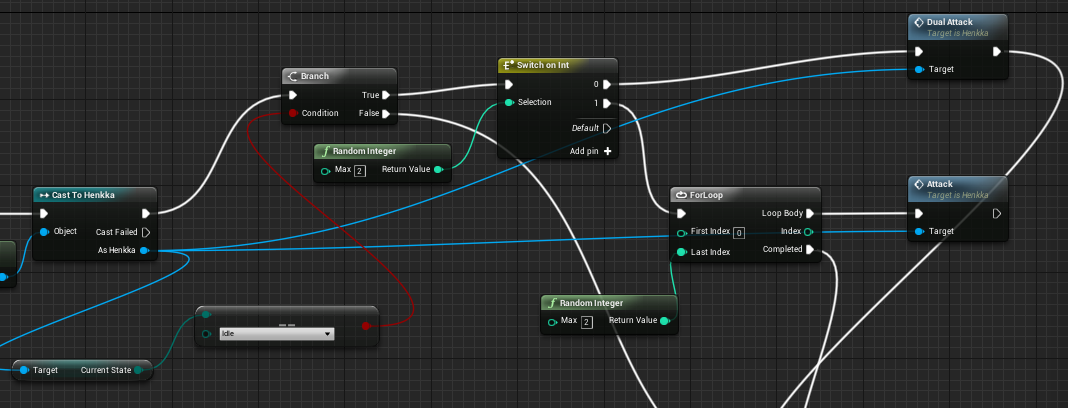 Dual Attack
Target is Henkka
Target
Branch
True
Condition
False
Switch on Int
0
Selection
1
Default
Add pin
Random Integer
Max 2
Return Value
Cast To Henkka
Object
Cast Failed
As Henkka
ForLoop
Loop Body
First Index 0
Index
Last Index
Completed
Attack
Target is Henkka
Target
Random Integer
Max 2
Return Value
==
Idle
Target
Current State